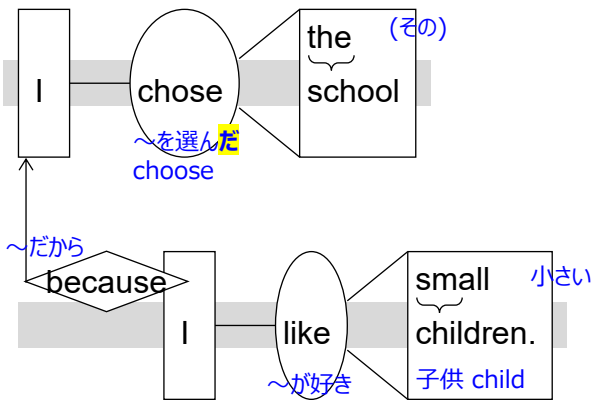 the (その)
I chose school
～を選んだ
choose
～だから
because
small 小さい
I like children.
～が好き 子供 child